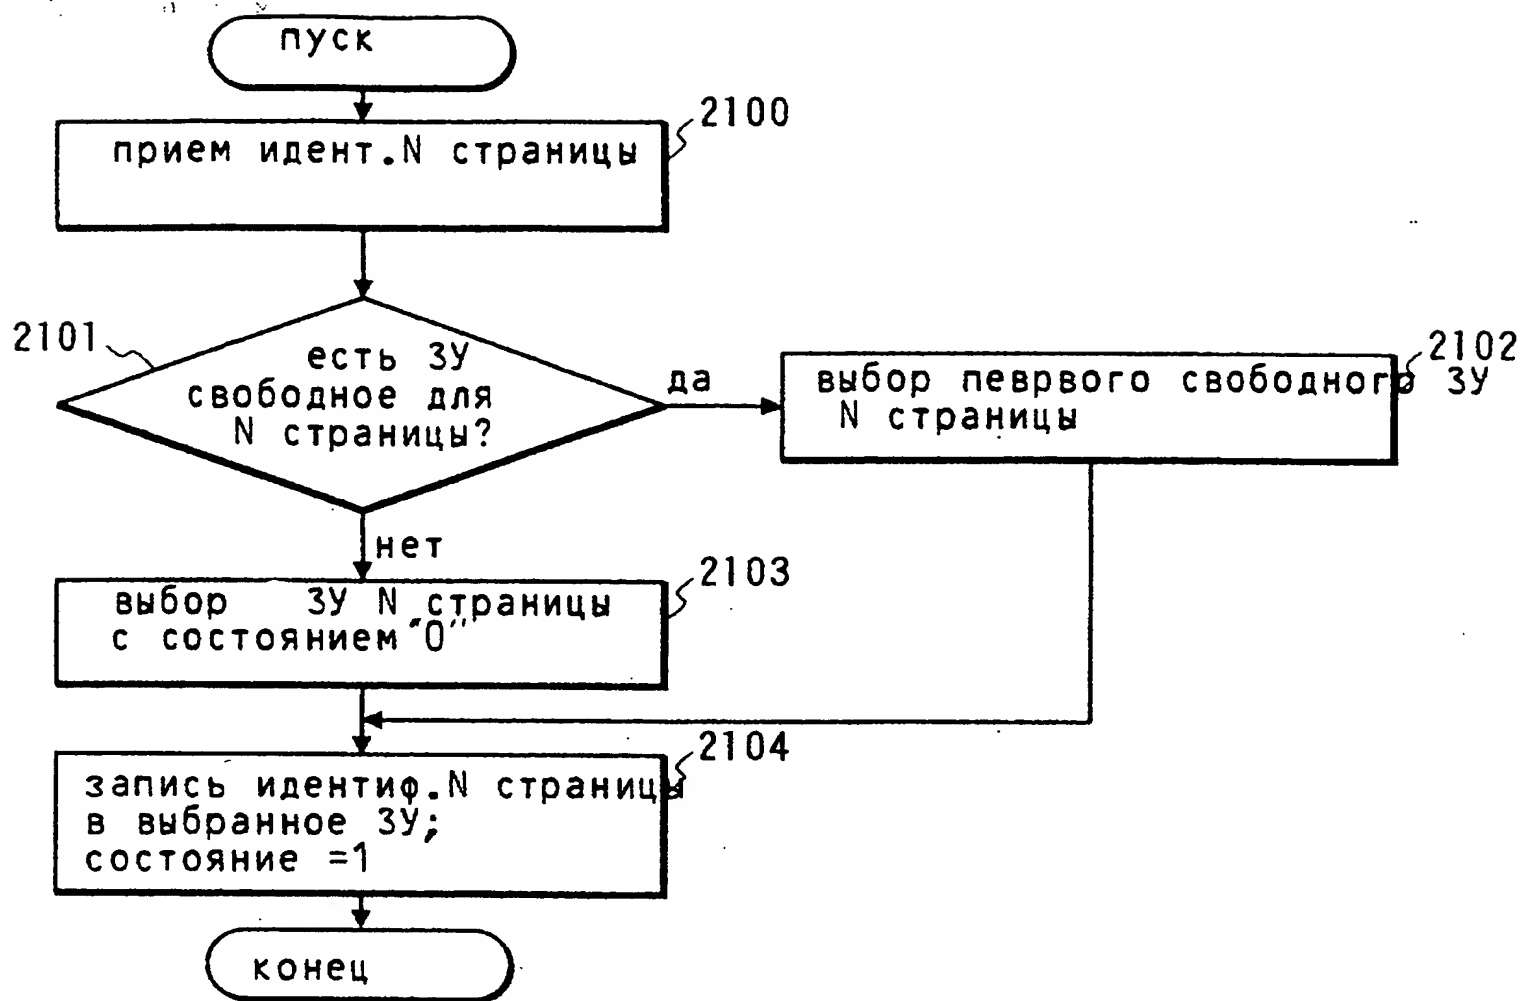 пуск
2100
прием идент.N страницы
2101
есть ЗУ
свободное для
N страницы?
да
2102
выбор певрвого свободного ЗУ
N страницы
нет
2103
выбор ЗУ N страницы
с состоянием "0"
2104
запись идентиф.N страницы
в выбранное ЗУ;
состояние =1
конец